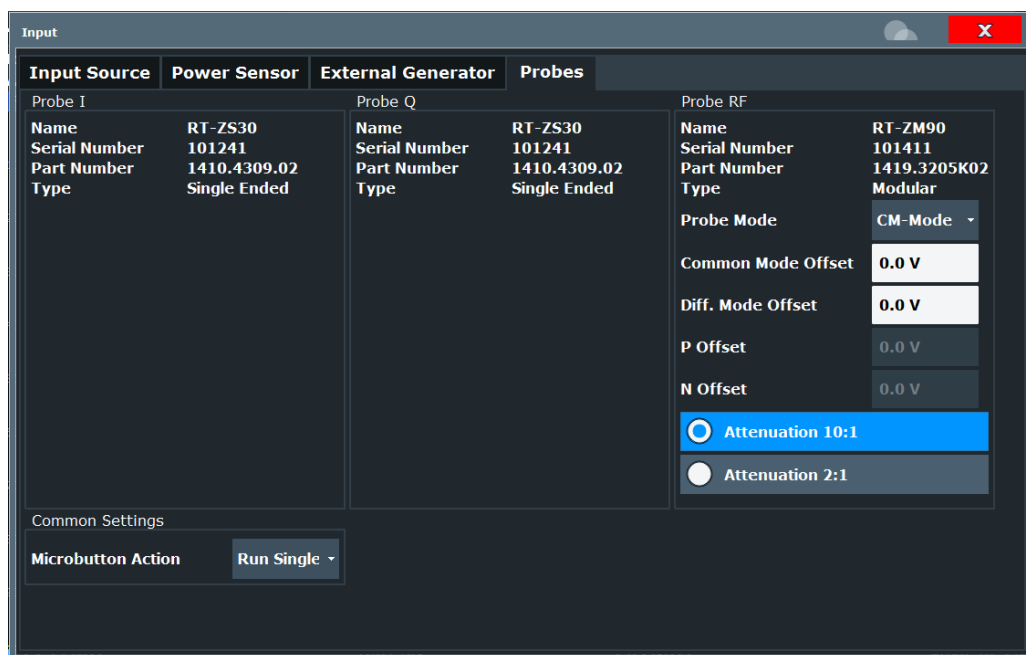 Input
X
Input Source Power Sensor External Generator Probes
Probe I
Name RT-ZS30
Serial Number 101241
Part Number 1410.4309.02
Type Single Ended
Probe Q
Name RT-ZS30
Serial Number 101241
Part Number 1410.4309.02
Type Single Ended
Probe RF
Name RT-ZM90
Serial Number 101411
Part Number 1419.3205K02
Type Modular
Probe Mode CM-Mode
Common Mode Offset 0.0 V
Diff. Mode Offset 0.0 V
P Offset 0.0 V
N Offset 0.0 V
Attenuation 10:1
Attenuation 2:1
Common Settings
Microbutton Action Run Single